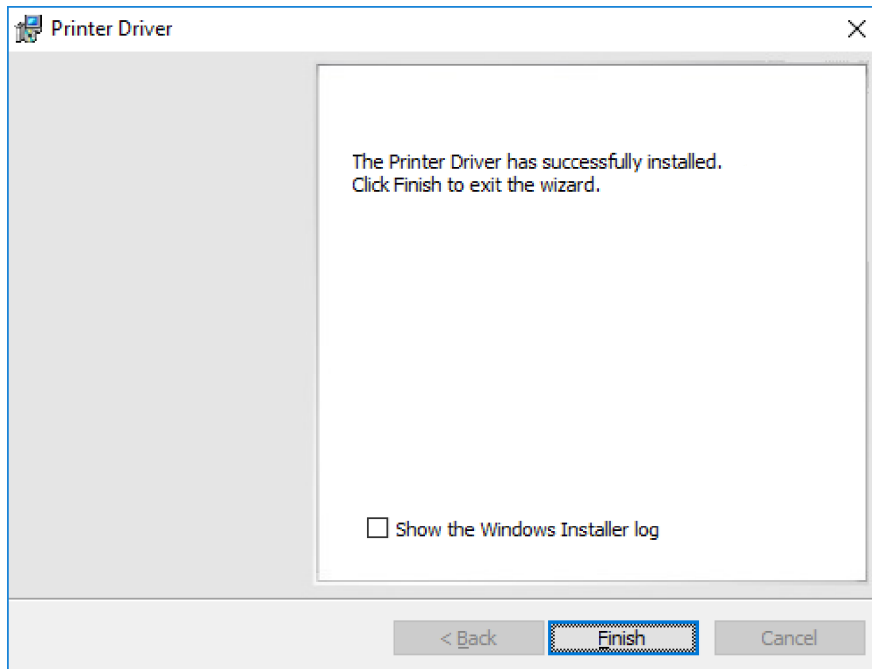 Printer Driver
The Printer Driver has successfully installed.
Click Finish to exit the wizard.
Show the Windows Installer log
< Back
Finish
Cancel